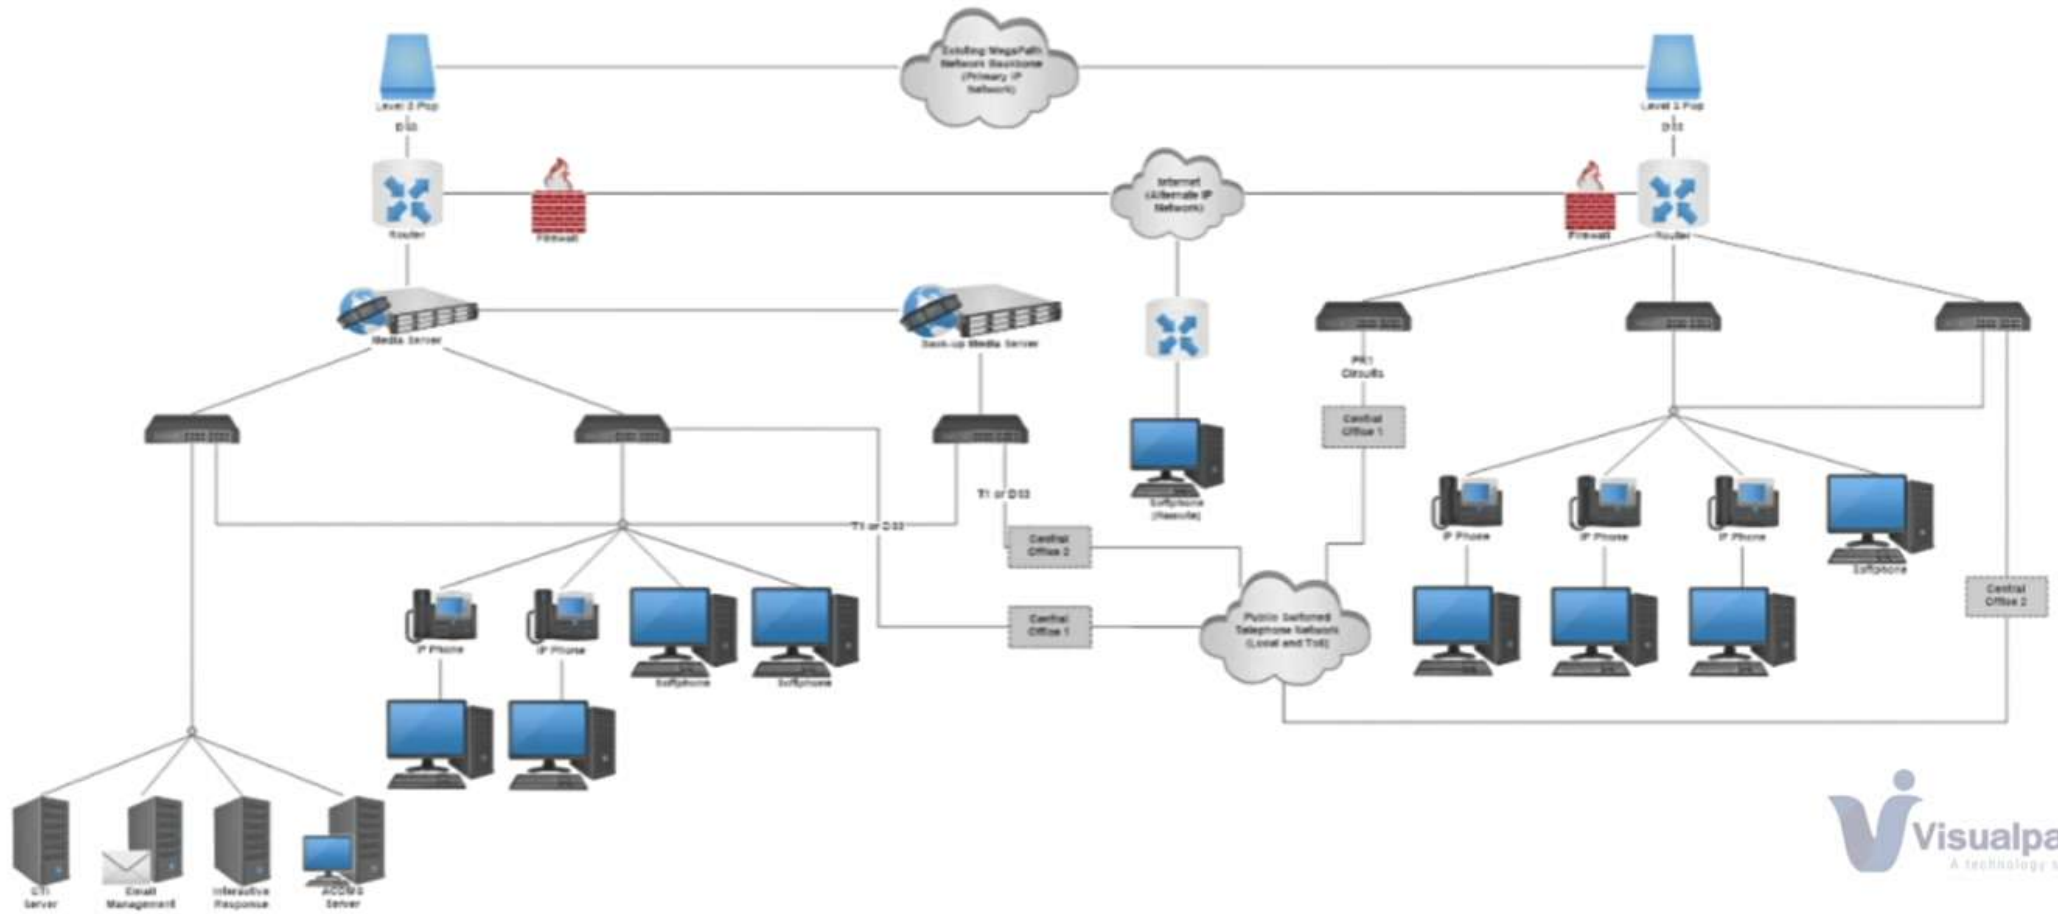 Existing MegaPath
Network Backbone
(Primary IP
Network)
Level 3 Pop
Level 3 Pop
DS3
DS3
Internet
(Alternate IP
Network)
Router
Firewall
Firewall
Router
Media Server
Back-up Media Server
PRI
Circuits
Central
Office 1
T1 or DS3
Softphone
(Remote)
T1 or DS3
Central
Office 2
IP Phone
IP Phone
IP Phone
Softphone
Central
Office 2
Central
Office 1
Public Switched
Telephone Network
(Local and Toll)
IP Phone
IP Phone
Softphone
Softphone
CTI
Server
Email
Management
Interactive
Response
Server
Visualpa
A technology s